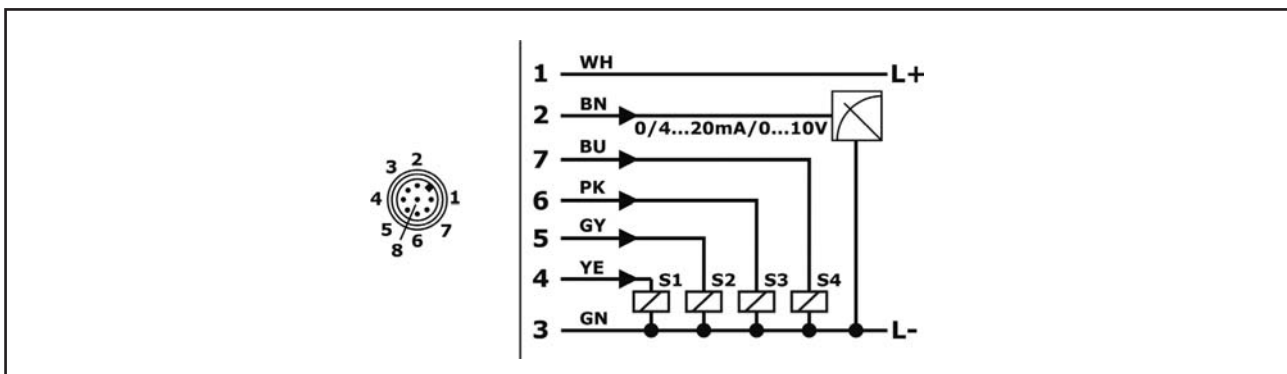 1 WH L+
2 BN
0/4...20mA/0...10V
7 BU
6 PK
5 GY
4 YE S1 S2 S3 S4
3 GN L-
3 2
4 1
5 6 7
8